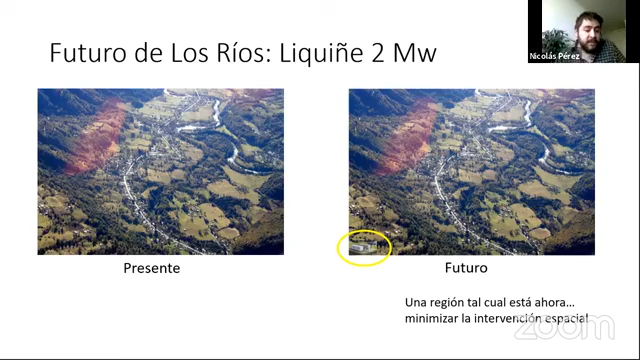 Futuro de Los Ríos: Liquiñe 2 Mw
Nicolás Pérez
Presente
Futuro
Una región tal cual está ahora...
minimizar la intervención espacial
zoom